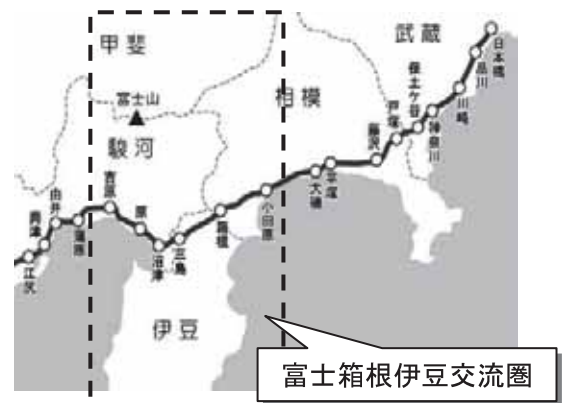 甲斐
武蔵
相模
駿河
伊豆
富士山
日本橋
品川
川崎
神奈川
保土ケ谷
戸塚
藤沢
平塚
大磯
小田原
箱根
三島
沼津
原
吉原
蒲原
由井
興津
江尻
富士箱根伊豆交流圏